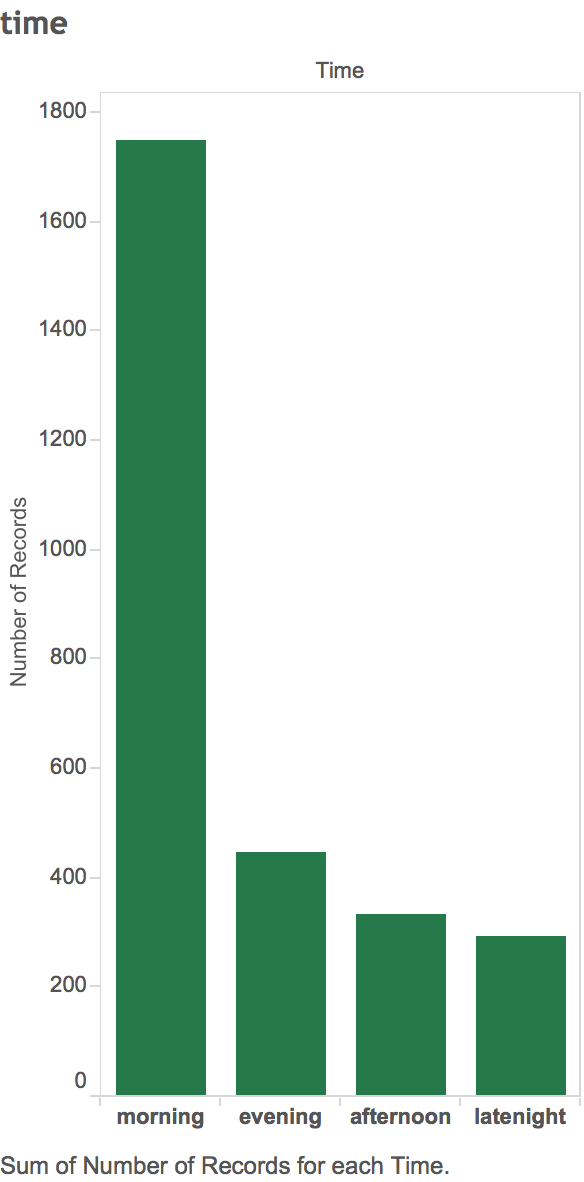 time
Time
1800
1600
1400
1200
1000
800
600
400
200
0
Number of Records
morning evening afternoon latenight
Sum of Number of Records for each Time.